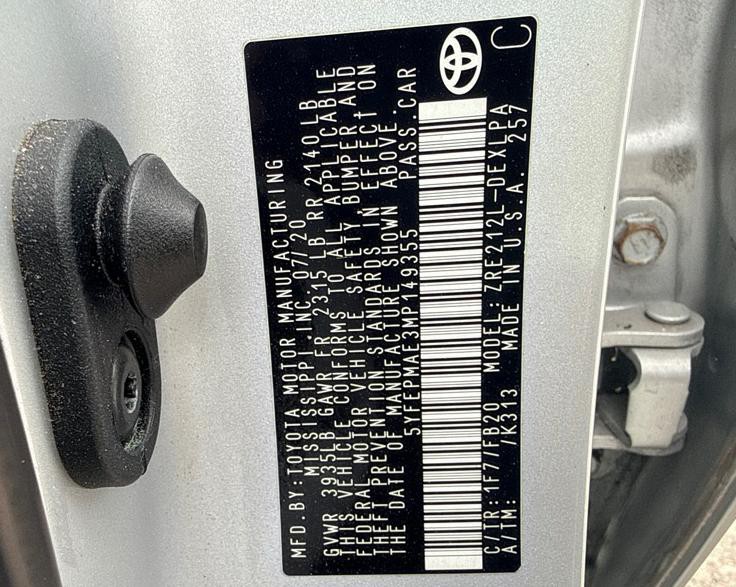 MFD.BY:TOYOTA MOTOR MANUFACTURING
MISSISSIPPI,INC. 07/20
GVWR 3935LB GAWR FR 2315 LB RR 2140LB
THIS VEHICLE CONFORMS TO ALL APPLICABLE
FEDERAL MOTOR VEHICLE SAFETY, BUMPER, AND
THEFT PREVENTION STANDARDS IN EFFECT ON
THE DATE OF MANUFACTURE SHOWN ABOVE.
5YFEPMAE3MP149355 PASS.CAR
C/TR: 1F7/FB20 MODEL: ZRE212L-DEXLPA
A/TM: /K313 MADE IN U.S.A. 257
C